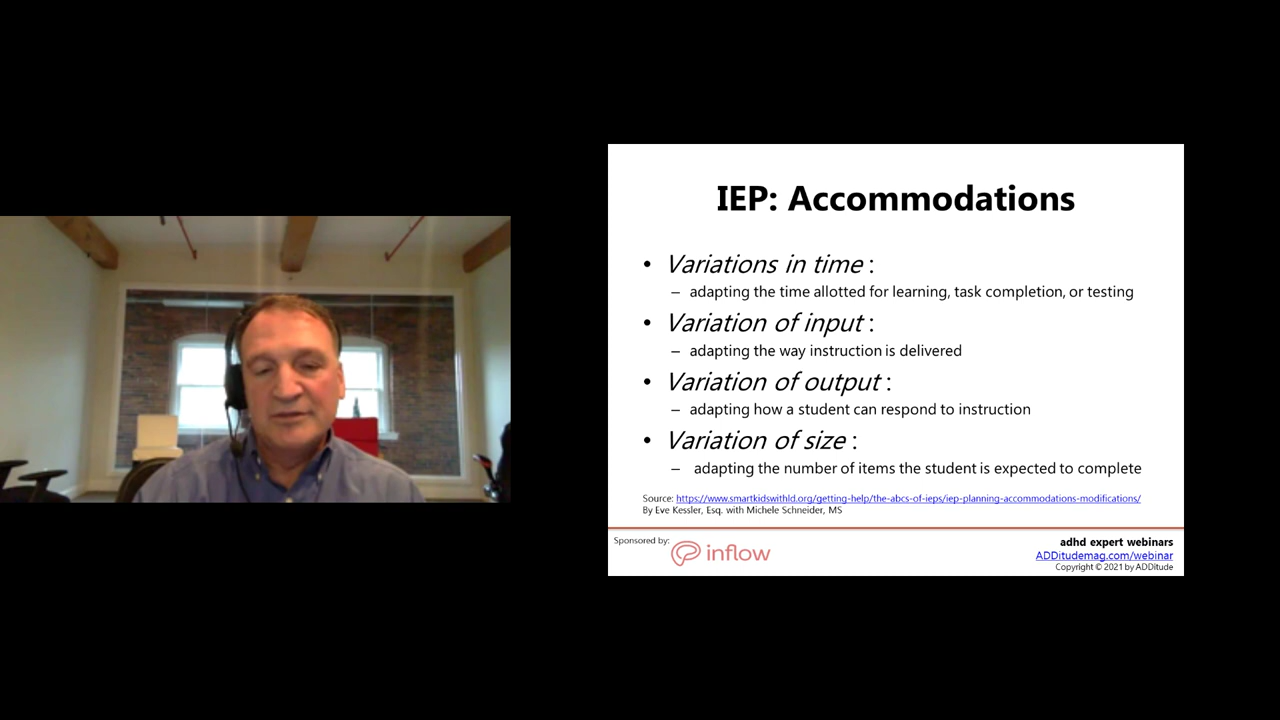 IEP: Accommodations
• Variations in time :
– adapting the time allotted for learning, task completion, or testing
• Variation of input :
– adapting the way instruction is delivered
• Variation of output :
– adapting how a student can respond to instruction
• Variation of size :
– adapting the number of items the student is expected to complete
Source: https://www.smartkidswithld.org/getting-help/the-abcs-of-ieps/iep-planning-accommodations-modifications/
By Eve Kessler, Esq. with Michele Schneider, MS
Sponsored by:
inflow
adhd expert webinars
ADDitudemag.com/webinar
Copyright © 2021 by ADDitude